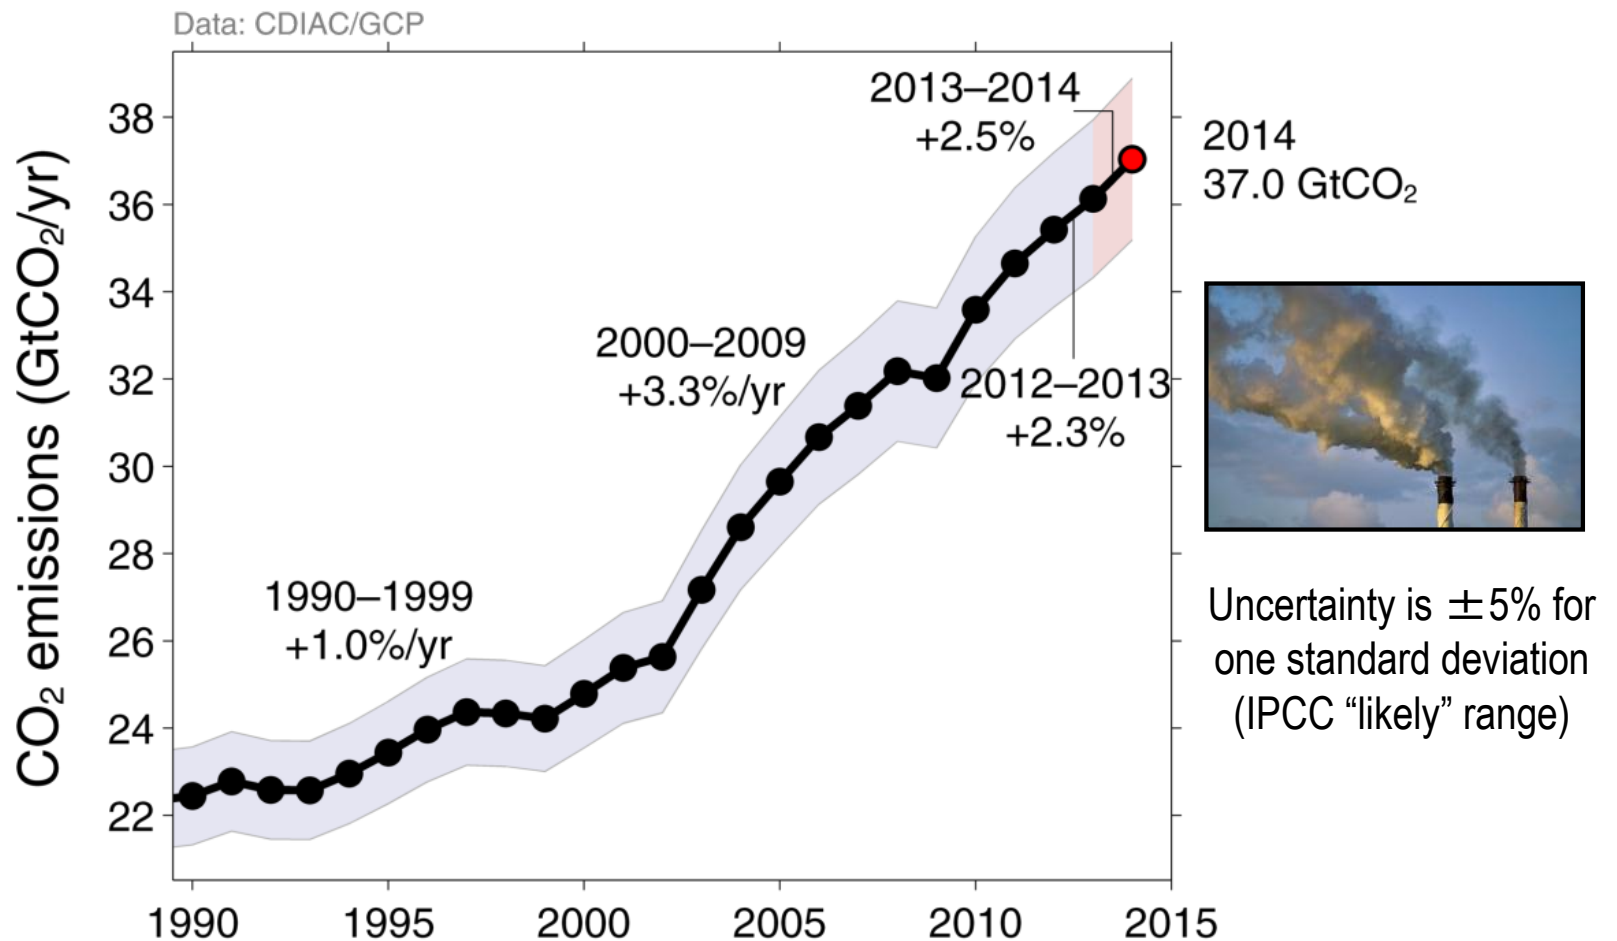 Data: CDIAC/GCP
CO₂ emissions (GtCO₂/yr)
38
36
34
32
30
28
26
24
22
2013–2014
+2.5%
2000–2009
+3.3%/yr
2012–2013
+2.3%
1990–1999
+1.0%/yr
1990
1995
2000
2005
2010
2015
2014
37.0 GtCO₂
Uncertainty is ±5% for
one standard deviation
(IPCC “likely” range)